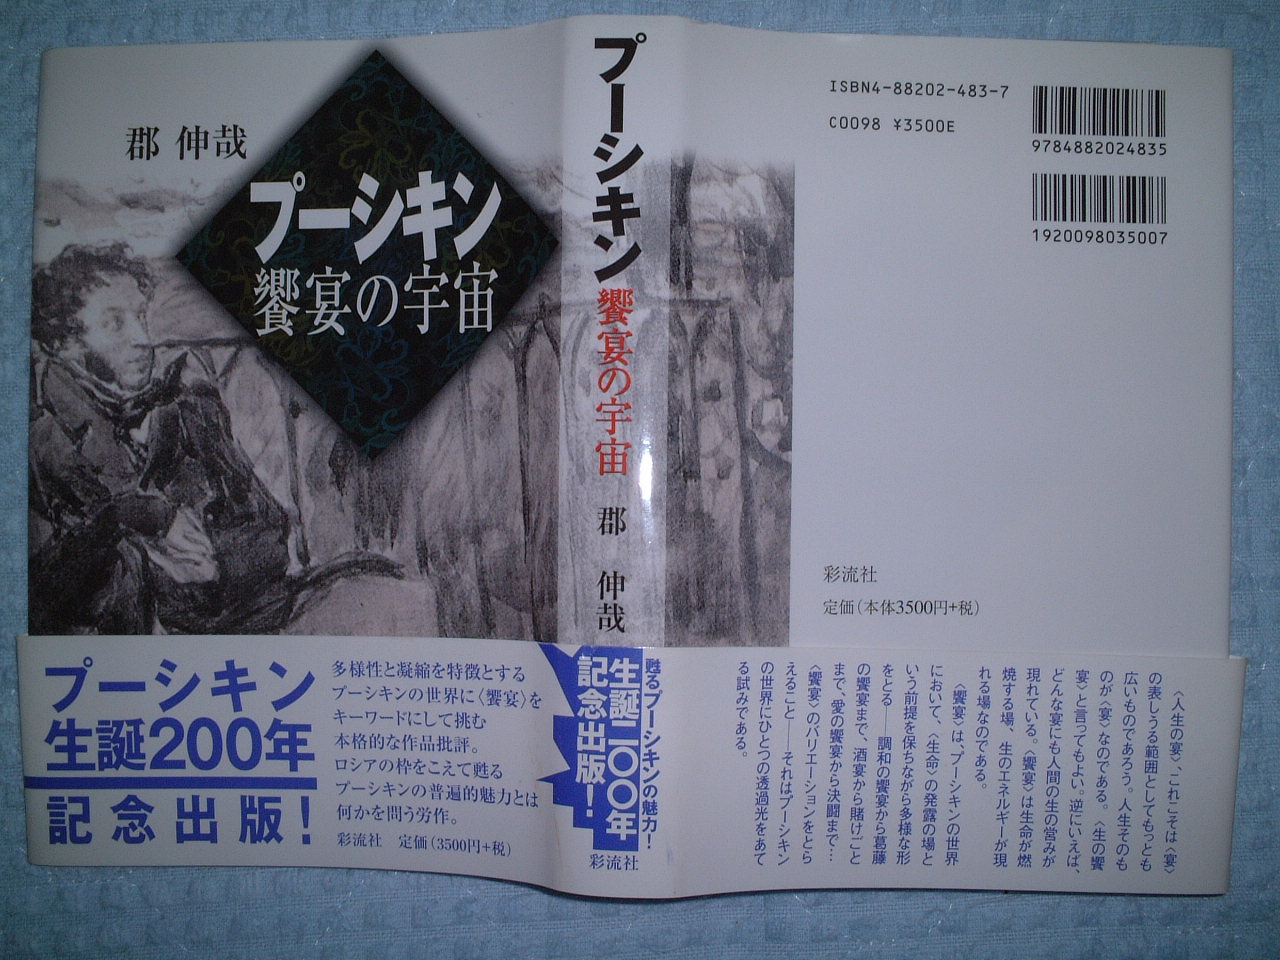 郡 伸哉
プーシキン
饗宴の宇宙
プーシキン
生誕200年
記念出版！
多様性と凝縮を特徴とする
プーシキンの世界に〈饗宴〉を
キーワードにして挑む
本格的な作品批評。
ロシアの枠をこえて甦る
プーシキンの普遍的魅力とは
何かを問う労作。
彩流社 定価（3500円+税）
プーシキン 饗宴の宇宙 郡 伸哉
甦るプーシキンの魅力！
生誕二〇〇年
記念出版！
彩流社
ISBN4-88202-483-7
C0098 ¥3500E
9784882024835
1920098035007
彩流社
定価（本体3500円+税）
〈人生の宴〉、これこそは〈宴〉
の表しうる範囲としてもっとも
広いものであろう。人生そのも
のが〈宴〉なのである。〈生の饗
宴〉と言ってもよい。逆にいえば、
どんな宴にも人間の生の営みが
現れている。〈饗宴〉は生命が燃
焼する場、生のエネルギーが現
れる場なのである。
〈饗宴〉は、プーシキンの世界
において、〈生命〉の発露の場と
いう前提を保ちながら多様な形
をとる――調和の饗宴から葛藤
の饗宴まで、酒宴から賭けごと
まで、愛の饗宴から決闘まで…
〈饗宴〉のバリエーションをとら
えること――それはプーシキン
の世界にひとつの透過光をあて
る試みである。